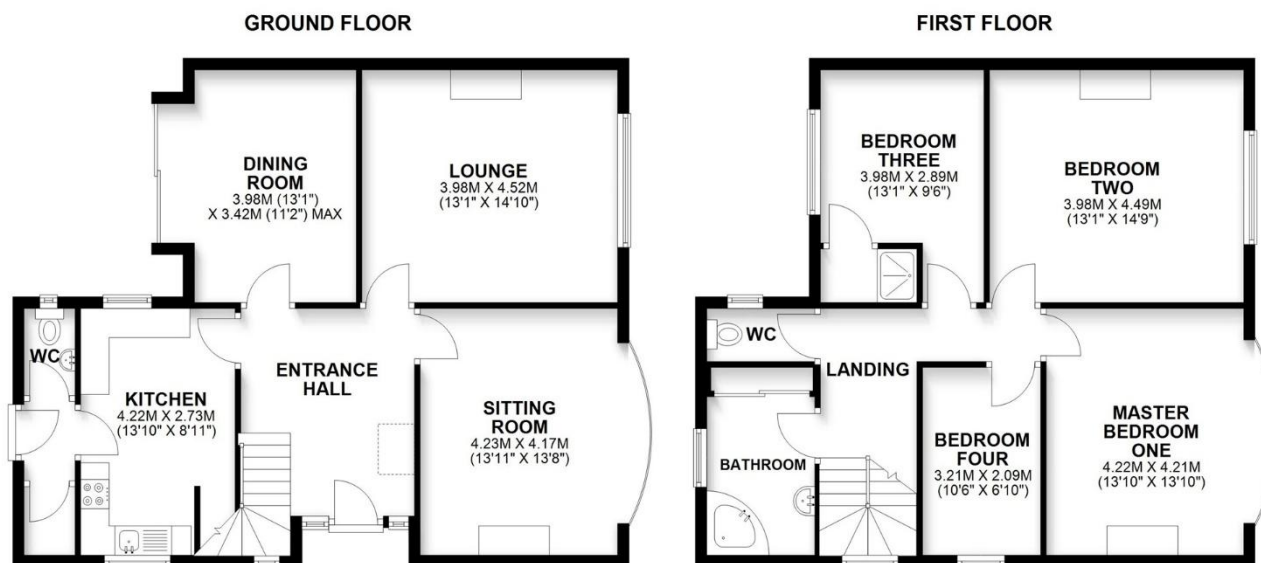 GROUND FLOOR
DINING
ROOM
3.98M (13'1")
X 3.42M (11'2") MAX
LOUNGE
3.98M X 4.52M
(13'1" X 14'10")
WC
KITCHEN
4.22M X 2.73M
(13'10" X 8'11")
ENTRANCE
HALL
SITTING
ROOM
4.23M X 4.17M
(13'11" X 13'8")
FIRST FLOOR
BEDROOM
THREE
3.98M X 2.89M
(13'1" X 9'6")
BEDROOM
TWO
3.98M X 4.49M
(13'1" X 14'9")
WC
LANDING
BATHROOM
BEDROOM
FOUR
3.21M X 2.09M
(10'6" X 6'10")
MASTER
BEDROOM
ONE
4.22M X 4.21M
(13'10" X 13'10")